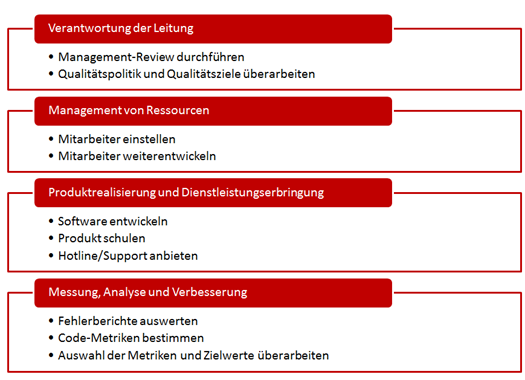 Verantwortung der Leitung
• Management-Review durchführen
• Qualitätspolitik und Qualitätsziele überarbeiten
Management von Ressourcen
• Mitarbeiter einstellen
• Mitarbeiter weiterentwickeln
Produktrealisierung und Dienstleistungserbringung
• Software entwickeln
• Produkt schulen
• Hotline/Support anbieten
Messung, Analyse und Verbesserung
• Fehlerberichte auswerten
• Code-Metriken bestimmen
• Auswahl der Metriken und Zielwerte überarbeiten